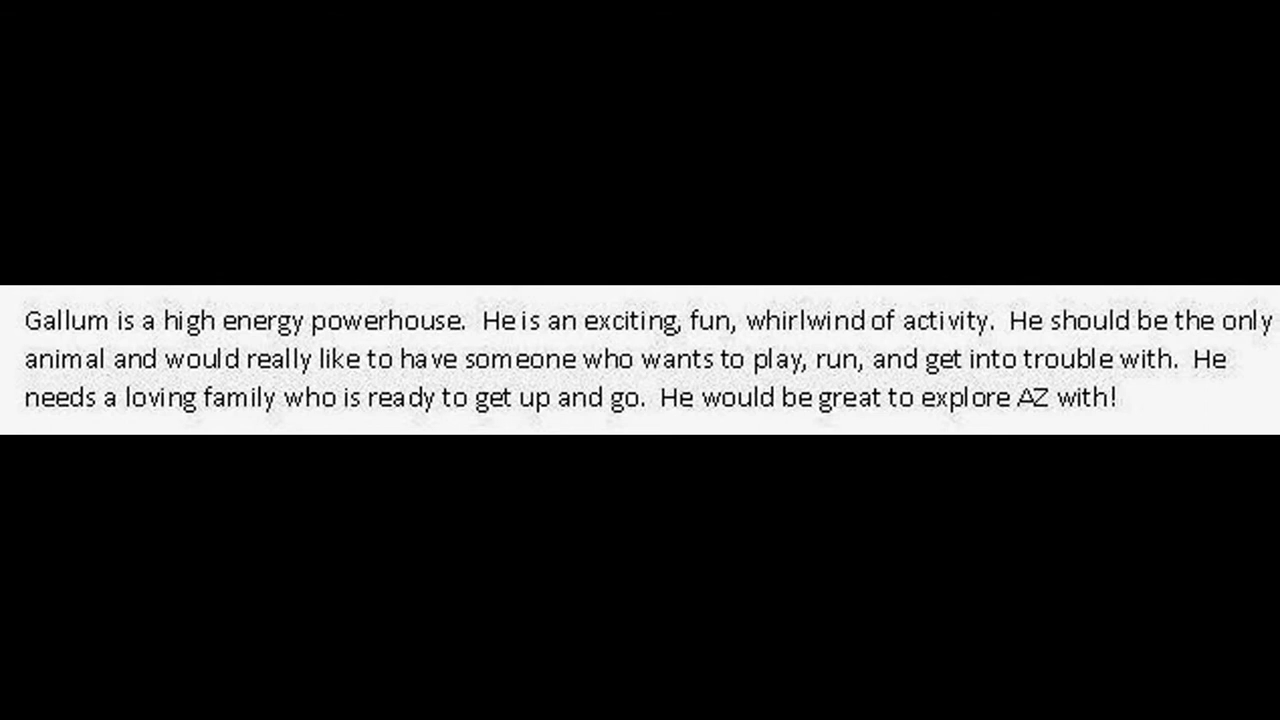 Gallum is a high energy powerhouse.  He is an exciting, fun, whirlwind of activity.  He should be the only
animal and would really like to have someone who wants to play, run, and get into trouble with.  He
needs a loving family who is ready to get up and go.  He would be great to explore AZ with!